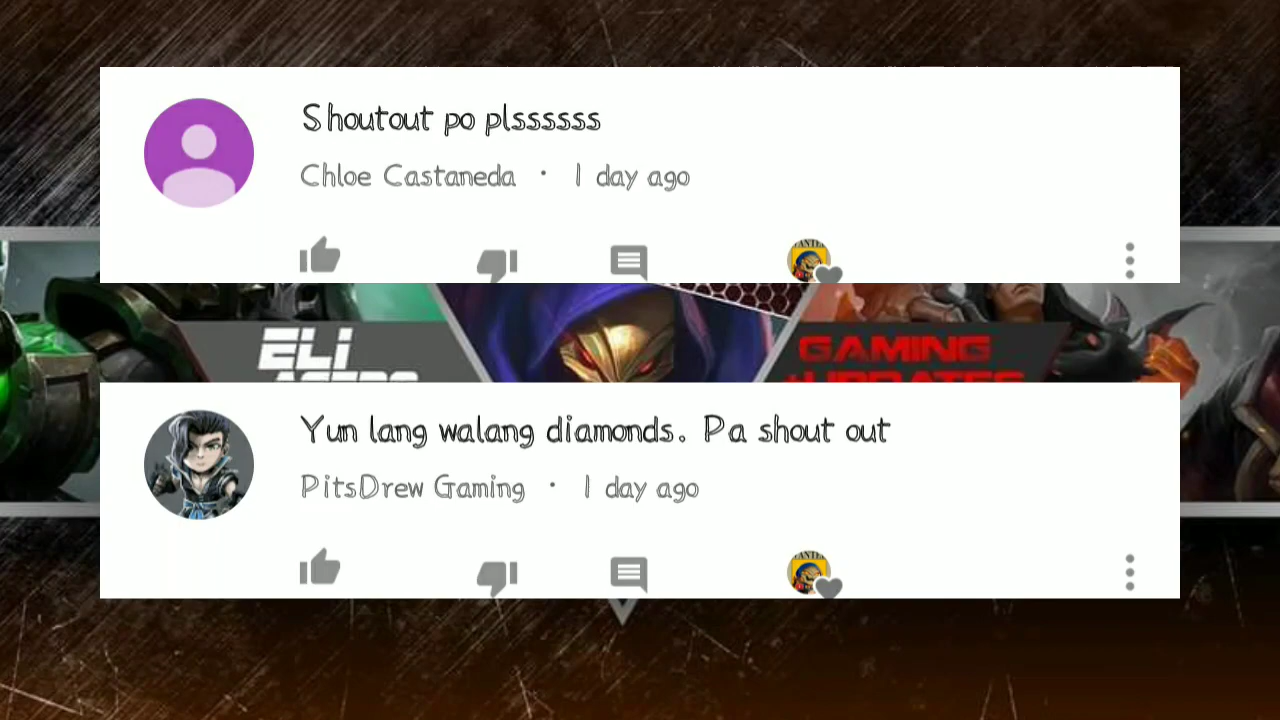 Shoutout po plssssss
Chloe Castaneda · 1 day ago
ELI
GAMING
Yun lang walang diamonds. Pa shout out
PitsDrew Gaming · 1 day ago